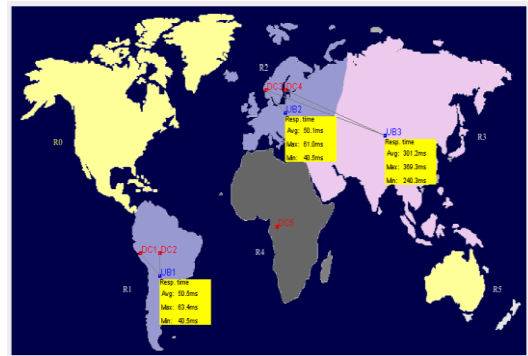 R2
DC3 DC4
UB2
Resp. time
Avg: 50.1ms
Max: 61.0ms
Min: 40.5ms
R0
R3
UB3
Resp. time
Avg: 301.2ms
Max: 369.3ms
Min: 240.3ms
DC5
DC1 DC2
R4
UB1
Resp. time
Avg: 50.5ms
Max: 63.4ms
Min: 40.5ms
R1
R5